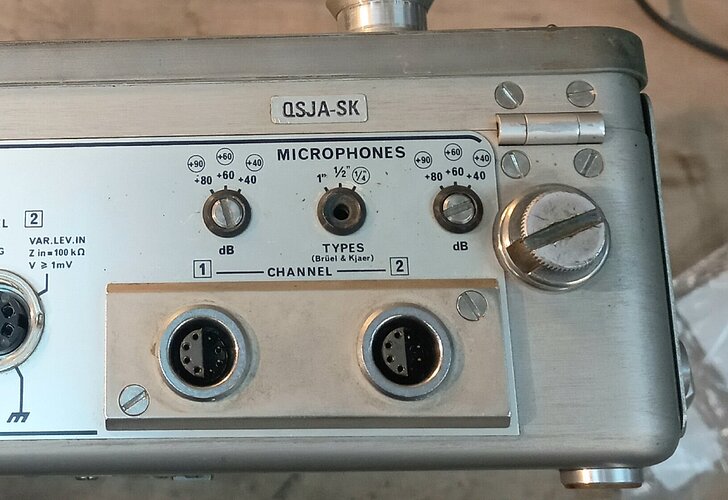 QSJA-SK
MICROPHONES
+90 +60 +40
+80 +60 +40
dB
1" 1/2" 1/4"
TYPES
(Brüel & Kjaer)
+90 +60 +40
+80 +60 +40
dB
1 CHANNEL 2
2
VAR.LEV.IN
Z in = 100 kΩ
V ≥ 1mV
L
G